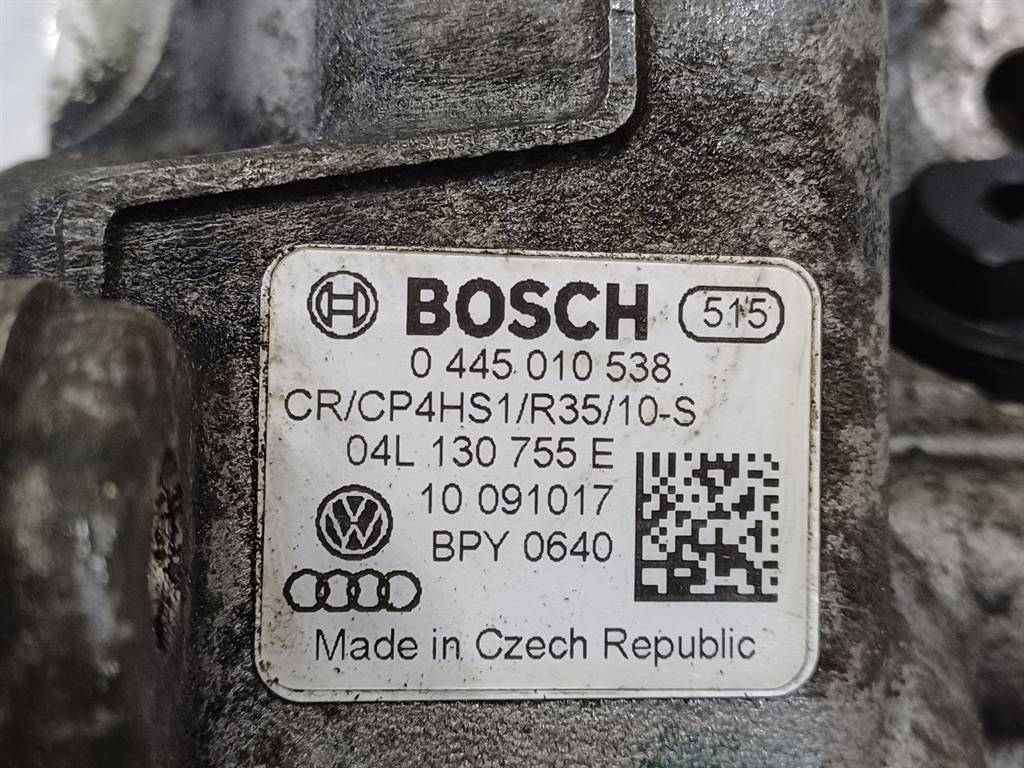 BOSCH 515
0 445 010 538
CR/CP4HS1/R35/10-S
04L 130 755 E
10 091017
BPY 0640
Made in Czech Republic